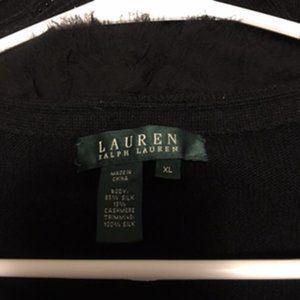 LAUREN
RALPH LAUREN
MADE IN
CHINA
XL
BODY:
85% SILK
15%
CASHMERE
TRIMMING:
100% SILK